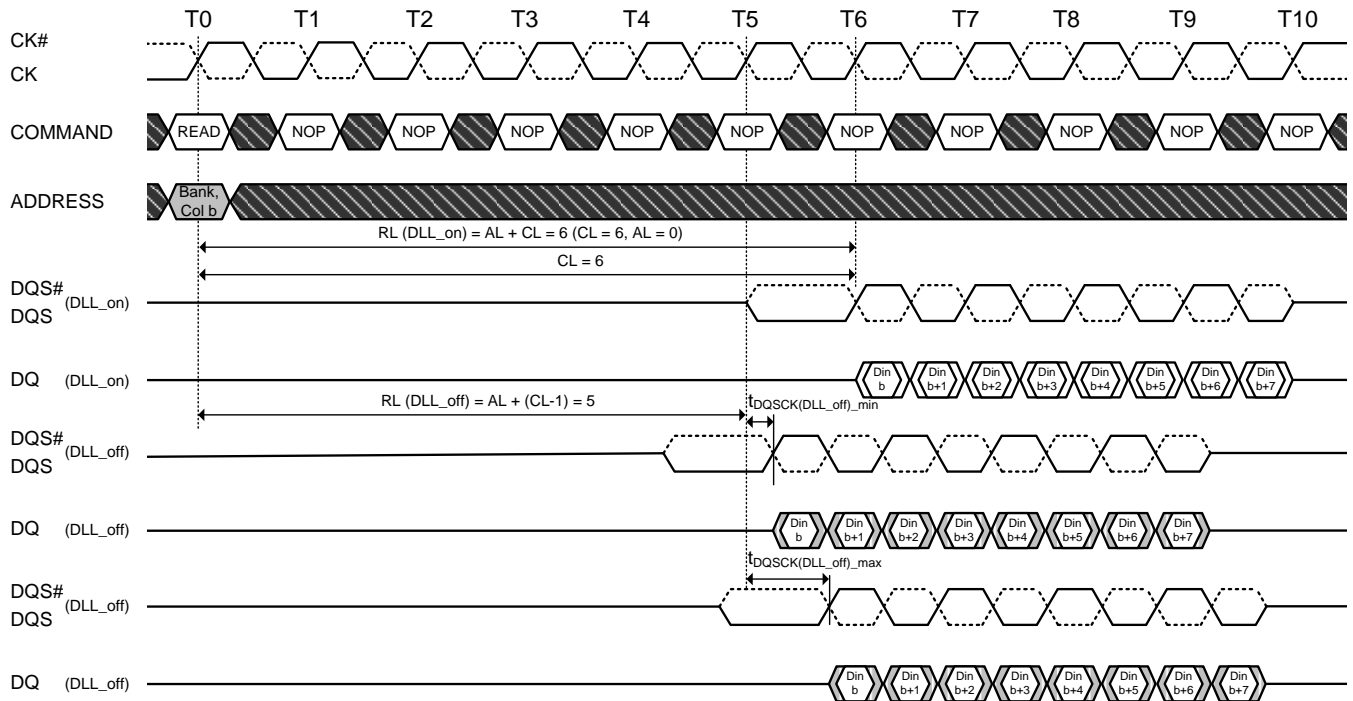 T0 T1 T2 T3 T4 T5 T6 T7 T8 T9 T10
CK#
CK
COMMAND READ NOP NOP NOP NOP NOP NOP NOP NOP NOP NOP
ADDRESS Bank,
Col b
RL (DLL_on) = AL + CL = 6 (CL = 6, AL = 0)
CL = 6
DQS# (DLL_on)
DQS
DQ (DLL_on) Din b Din b+1 Din b+2 Din b+3 Din b+4 Din b+5 Din b+6 Din b+7
RL (DLL_off) = AL + (CL-1) = 5 tDQSCK(DLL_off)_min
DQS# (DLL_off)
DQS
DQ (DLL_off) Din b Din b+1 Din b+2 Din b+3 Din b+4 Din b+5 Din b+6 Din b+7
tDQSCK(DLL_off)_max
DQS# (DLL_off)
DQS
DQ (DLL_off) Din b Din b+1 Din b+2 Din b+3 Din b+4 Din b+5 Din b+6 Din b+7